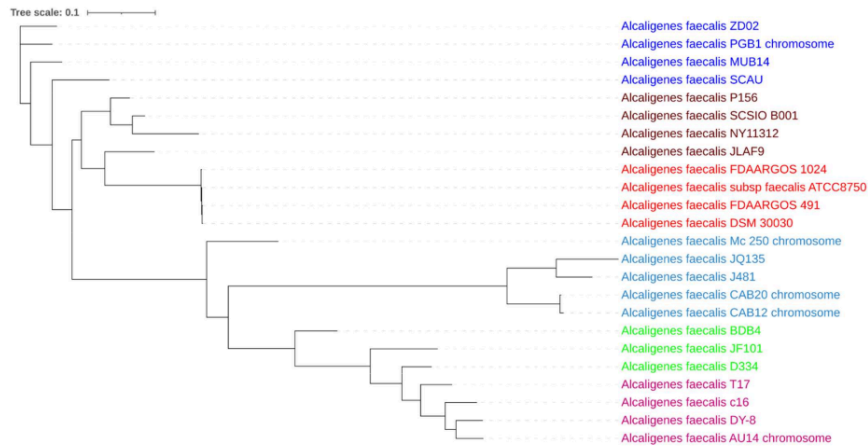 Tree scale: 0.1
Alcaligenes faecalis ZD02
Alcaligenes faecalis PGB1 chromosome
Alcaligenes faecalis MUB14
Alcaligenes faecalis SCAU
Alcaligenes faecalis P156
Alcaligenes faecalis SCSIO B001
Alcaligenes faecalis NY11312
Alcaligenes faecalis JLAF9
Alcaligenes faecalis FDAARGOS 1024
Alcaligenes faecalis subsp faecalis ATCC8750
Alcaligenes faecalis FDAARGOS 491
Alcaligenes faecalis DSM 30030
Alcaligenes faecalis Mc 250 chromosome
Alcaligenes faecalis JQ135
Alcaligenes faecalis J481
Alcaligenes faecalis CAB20 chromosome
Alcaligenes faecalis CAB12 chromosome
Alcaligenes faecalis BDB4
Alcaligenes faecalis JF101
Alcaligenes faecalis D334
Alcaligenes faecalis T17
Alcaligenes faecalis c16
Alcaligenes faecalis DY-8
Alcaligenes faecalis AU14 chromosome